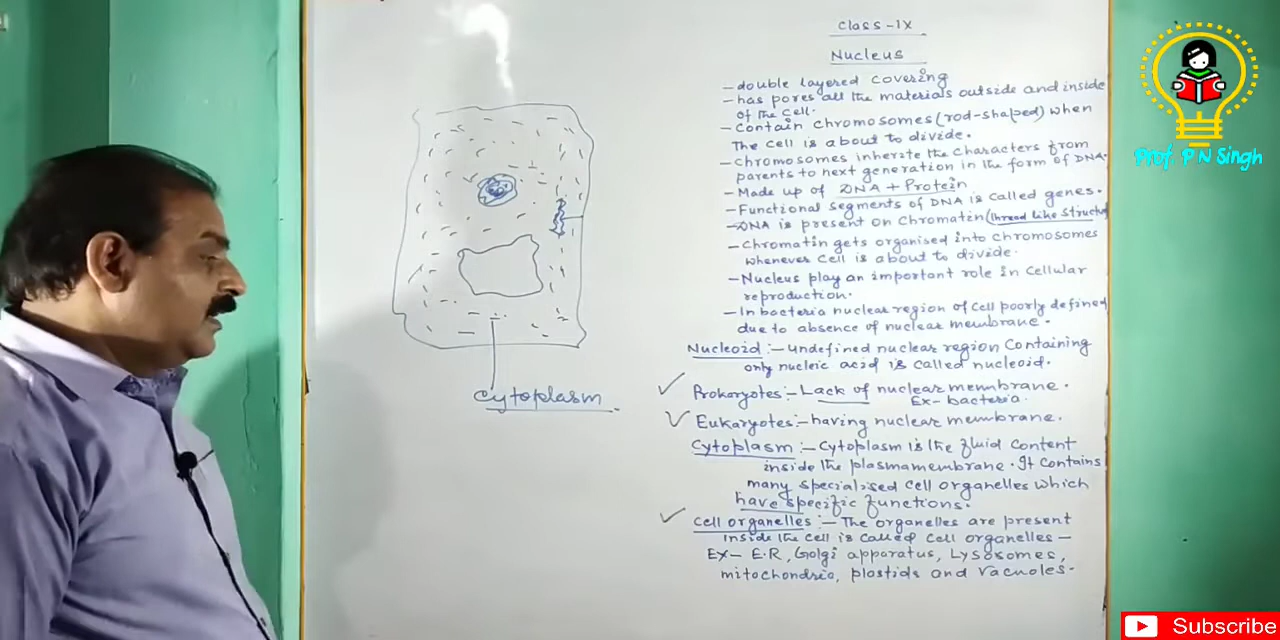 Class-IX
Nucleus
- double layered covering
- has pores all the materials outside and inside
of the cell.
- Contain chromosomes (rod-shaped) when
The cell is about to divide.
- Chromosomes inherite the characters from
parents to next generation in the form of DNA.
- Made up of DNA + Protein
- Functional segments of DNA is called genes.
- DNA is present on chromatin (thread like structur
- Chromatin gets organised into chromosomes
whenever cell is about to divide.
- Nucleus play an important role in cellular
reproduction.
- In bacteria nuclear region of cell poorly defined
due to absence of nuclear membrane.
Nucleoid :- undefined nuclear region containing
only nucleic acid is called nucleoid.
Prokaryotes:- Lack of nuclear membrane.
Ex- bacteria.
Eukaryotes:- having nuclear membrane.
Cytoplasm :- Cytoplasm is the fluid content
inside the plasmamembrane. It contains
many specialised cell organelles which
have specific functions.
Cell organelles :- The organelles are present
inside the cell is called cell organelles -
Ex- E.R, Golgi apparatus, Lysosomes,
mitochondria, plastids and vacuoles.
Cytoplasm
Prof. P N Singh
Subscribe